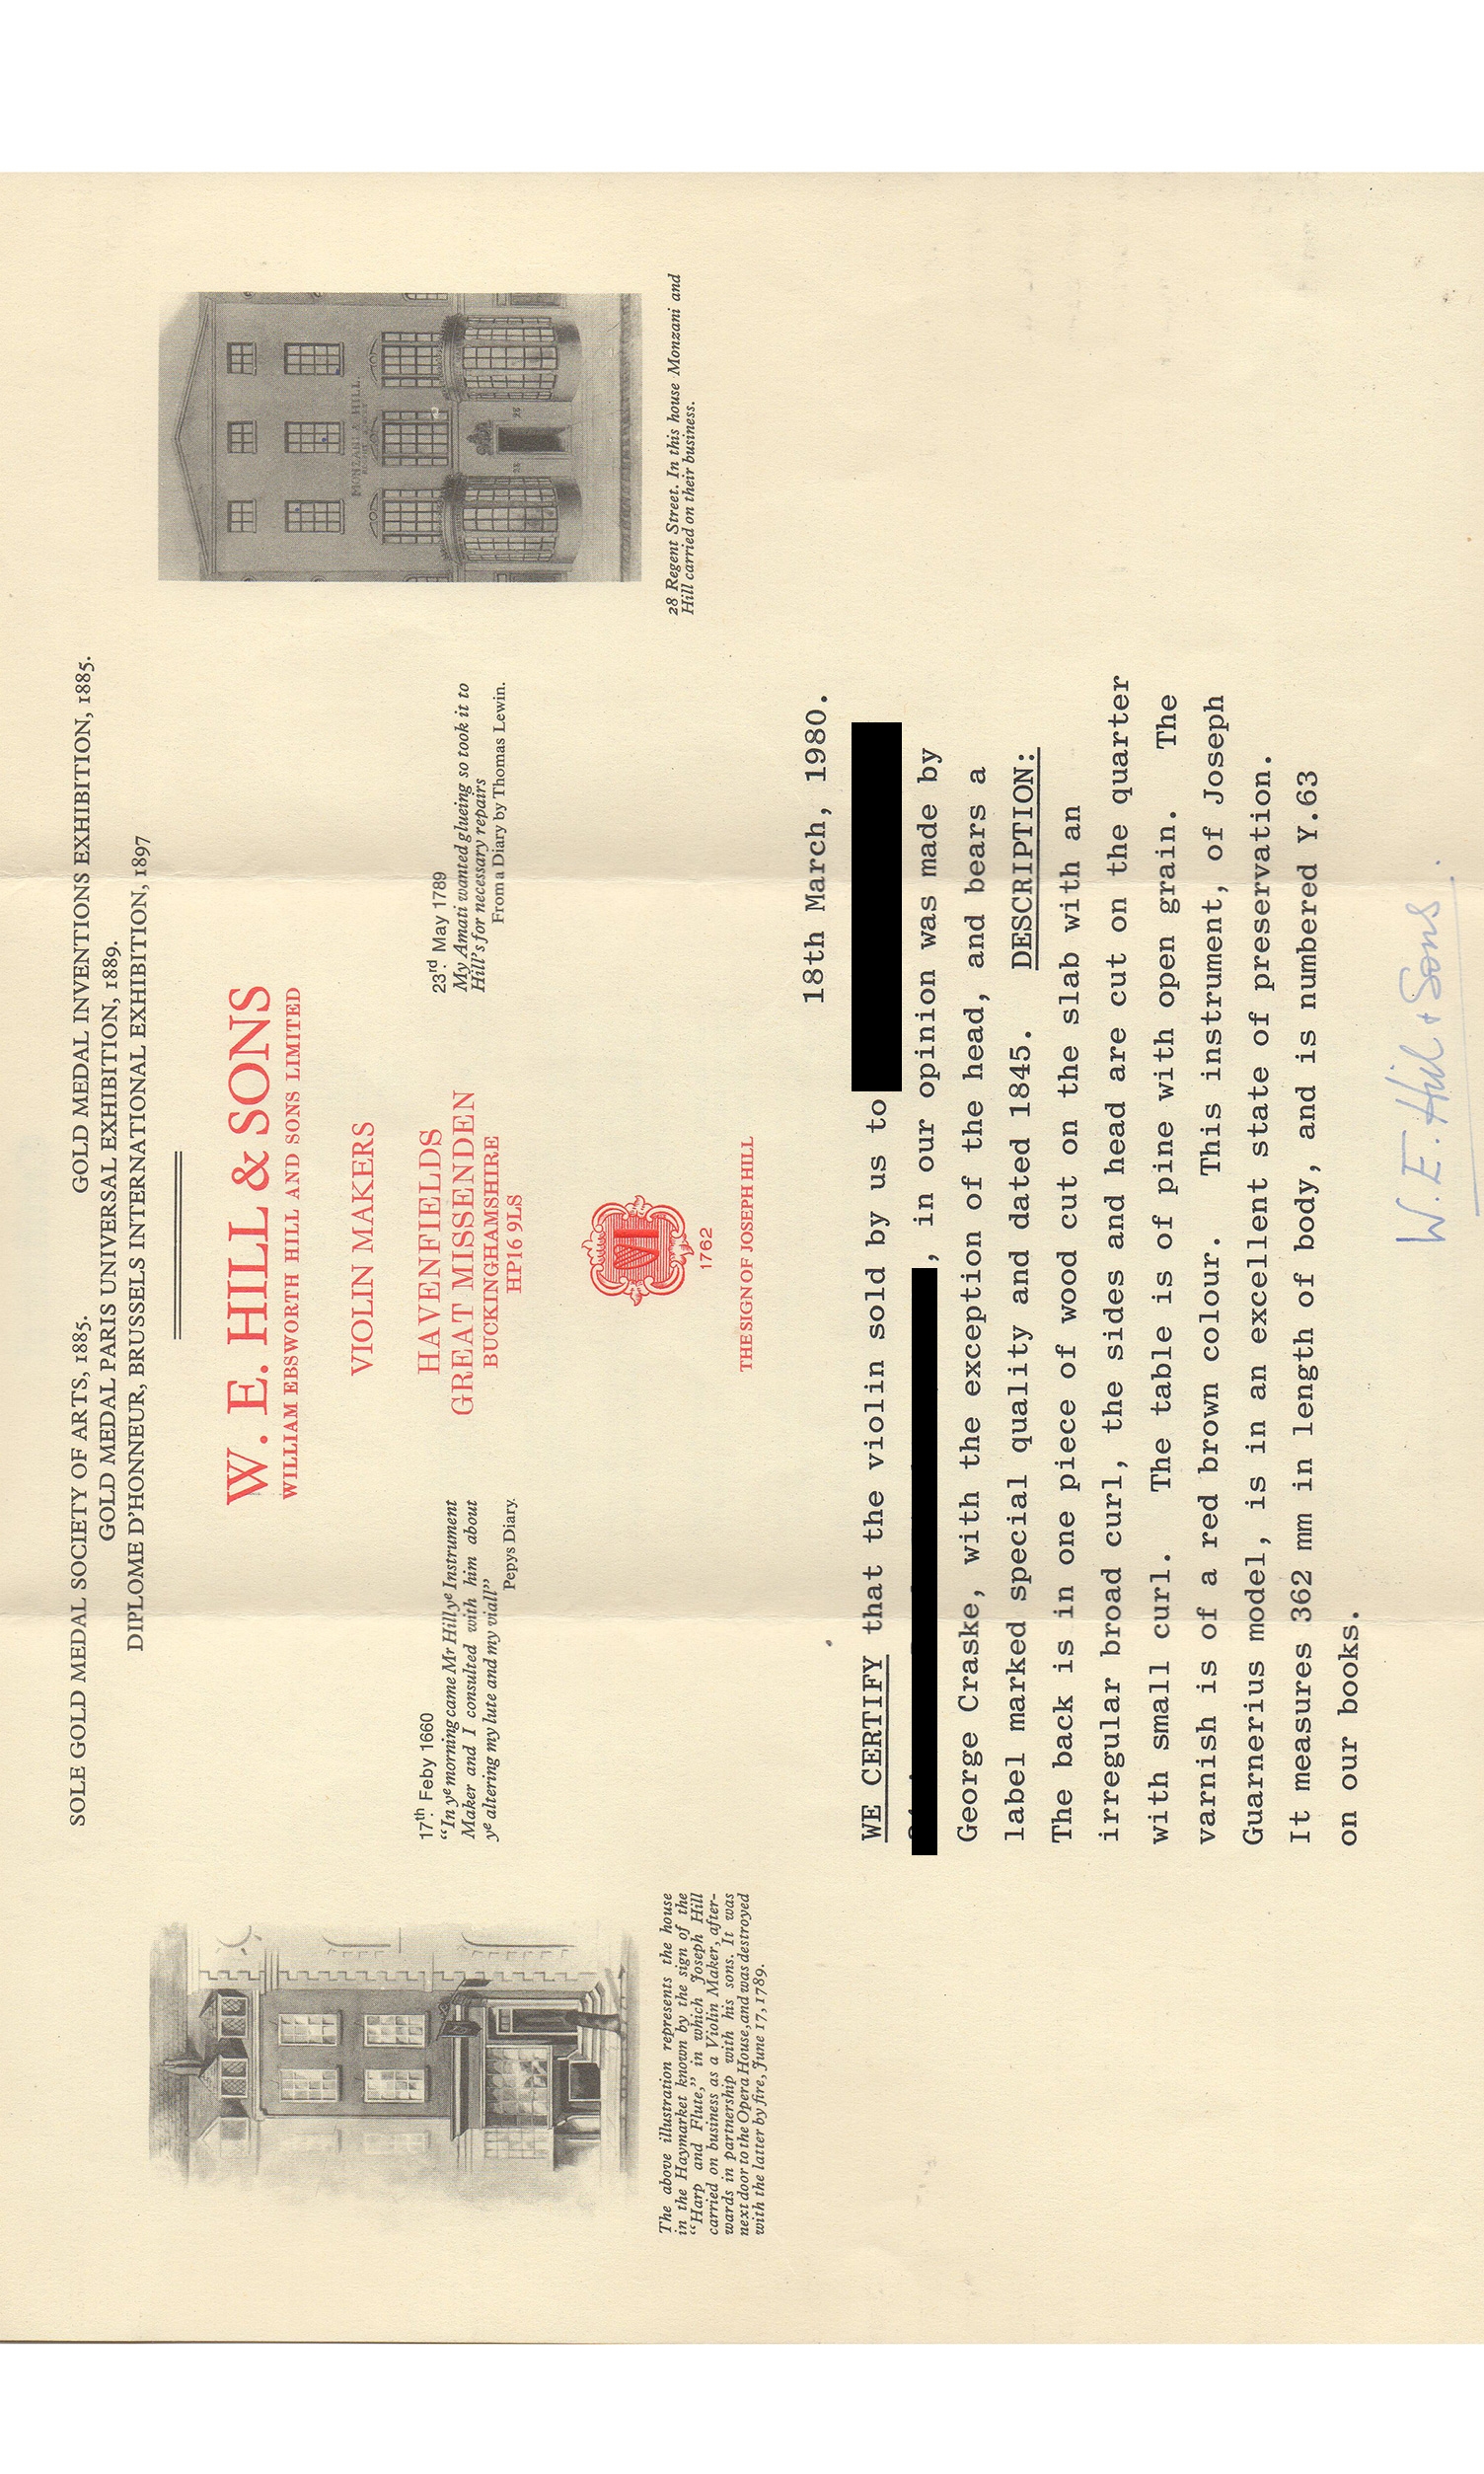 SOLE GOLD MEDAL SOCIETY OF ARTS, 1885.
GOLD MEDAL INVENTIONS EXHIBITION, 1885.
GOLD MEDAL PARIS UNIVERSAL EXHIBITION, 1889.
DIPLOME D'HONNEUR, BRUSSELS INTERNATIONAL EXHIBITION, 1897
W. E. HILL & SONS
WILLIAM EBSWORTH HILL AND SONS LIMITED
VIOLIN MAKERS
HAVENFIELDS
GREAT MISSENDEN
BUCKINGHAMSHIRE
HP16 9LS
1762
THE SIGN OF JOSEPH HILL
17th Feby 1660
“In ye morning came Mr Hill ye Instrument
Maker and I consulted with him about
ye altering my lute and my viall”
Pepys Diary.
23rd May 1789
My Amati wanted glueing so took it to
Hill's for necessary repairs
From a Diary by Thomas Lewin.
The above illustration represents the house
in the Haymarket known by the sign of the
“Harp and Flute,” in which Joseph Hill
carried on business as a Violin Maker, after-
wards in partnership with his sons. It was
next door to the Opera House, and was destroyed
with the latter by fire, June 17, 1789.
MONZANI & HILL
28
28
28 Regent Street. In this house Monzani and
Hill carried on their business.
18th March, 1980.
WE CERTIFY that the violin sold by us to
, in our opinion was made by
George Craske, with the exception of the head, and bears a
label marked special quality and dated 1845. DESCRIPTION:
The back is in one piece of wood cut on the slab with an
irregular broad curl, the sides and head are cut on the quarter
with small curl. The table is of pine with open grain. The
varnish is of a red brown colour. This instrument, of Joseph
Guarnerius model, is in an excellent state of preservation.
It measures 362 mm in length of body, and is numbered Y.63
on our books.
W. E. Hill & Sons.